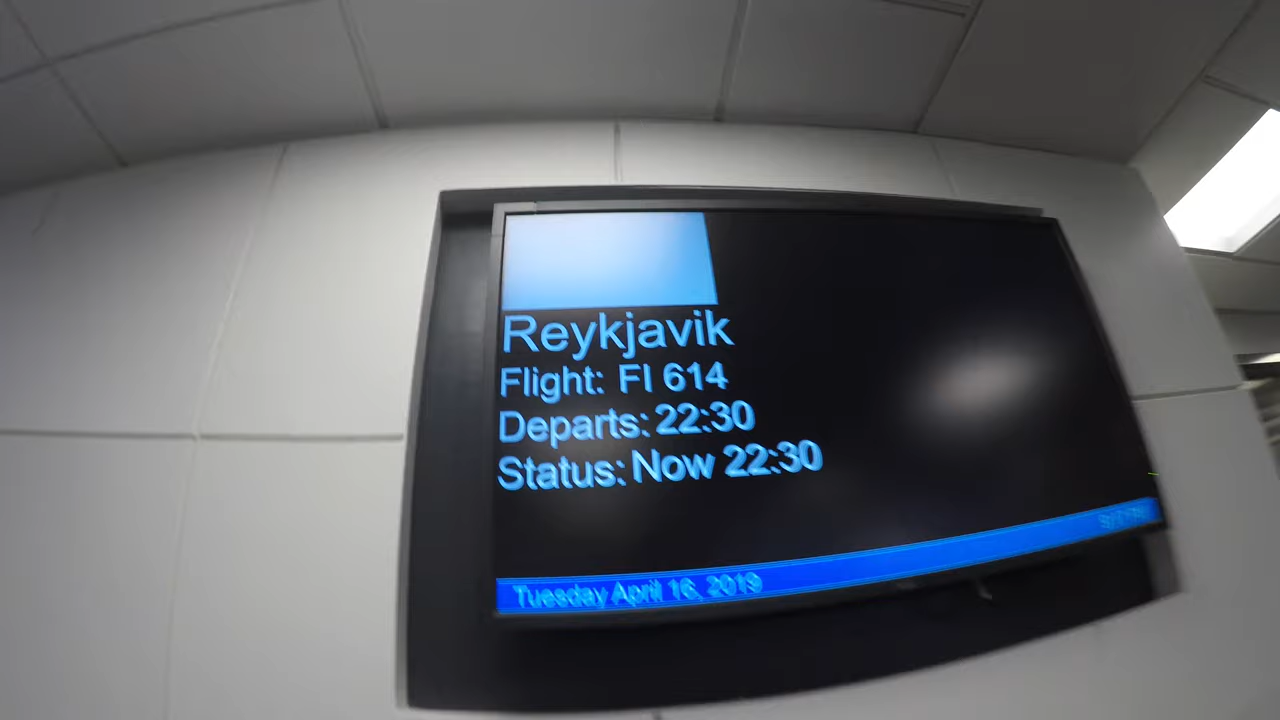 Reykjavik
Flight: FI 614
Departs: 22:30
Status: Now 22:30
Tuesday April 16, 2019